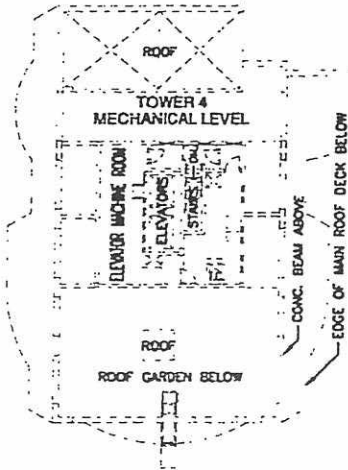 ROOF
TOWER 4
MECHANICAL LEVEL
ELEVATOR MACHINE ROOM
ELEVATORS
STAIRS
ROOF
ROOF GARDEN BELOW
CONC. BEAM ABOVE
EDGE OF MAIN ROOF DECK BELOW